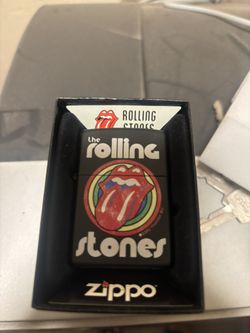 ROLLING
STONES
the
rolling
stones
zippo